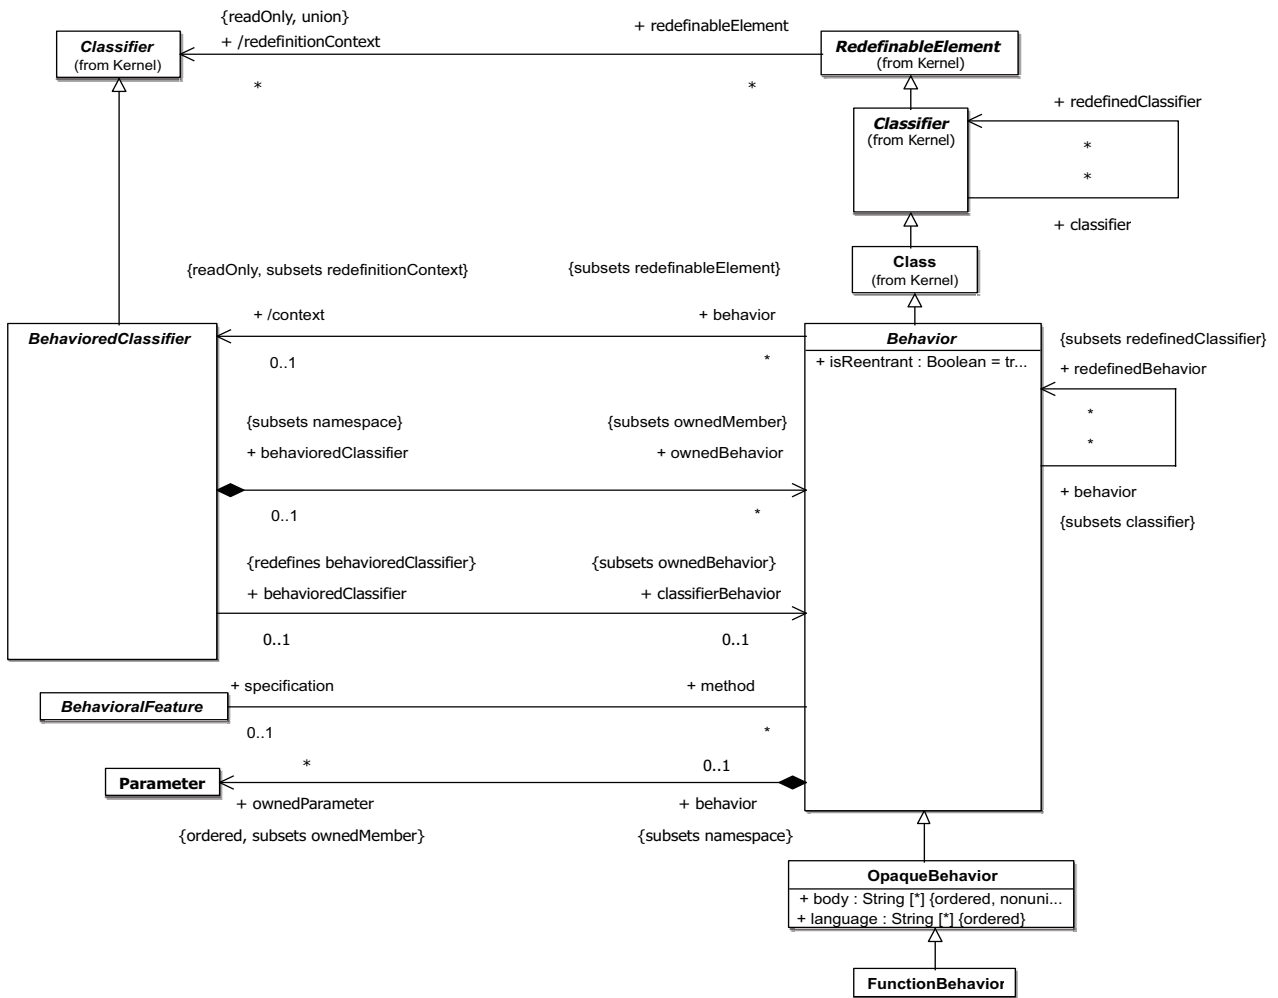 {readOnly, union}
+ /redefinitionContext
+ redefinableElement
Classifier
(from Kernel)
RedefinableElement
(from Kernel)
*
*
+ redefinedClassifier
Classifier
(from Kernel)
*
*
+ classifier
Class
(from Kernel)
{readOnly, subsets redefinitionContext}
{subsets redefinableElement}
+ /context
+ behavior
BehavioredClassifier
Behavior
{subsets redefinedClassifier}
0..1
*
+ isReentrant : Boolean = tr...
+ redefinedBehavior
*
*
{subsets namespace}
{subsets ownedMember}
+ behavioredClassifier
+ ownedBehavior
+ behavior
0..1
*
{subsets classifier}
{redefines behavioredClassifier}
{subsets ownedBehavior}
+ behavioredClassifier
+ classifierBehavior
0..1
0..1
+ specification
+ method
BehavioralFeature
0..1
*
*
0..1
Parameter
+ ownedParameter
+ behavior
{ordered, subsets ownedMember}
{subsets namespace}
OpaqueBehavior
+ body : String [*] {ordered, nonuni...
+ language : String [*] {ordered}
FunctionBehavior